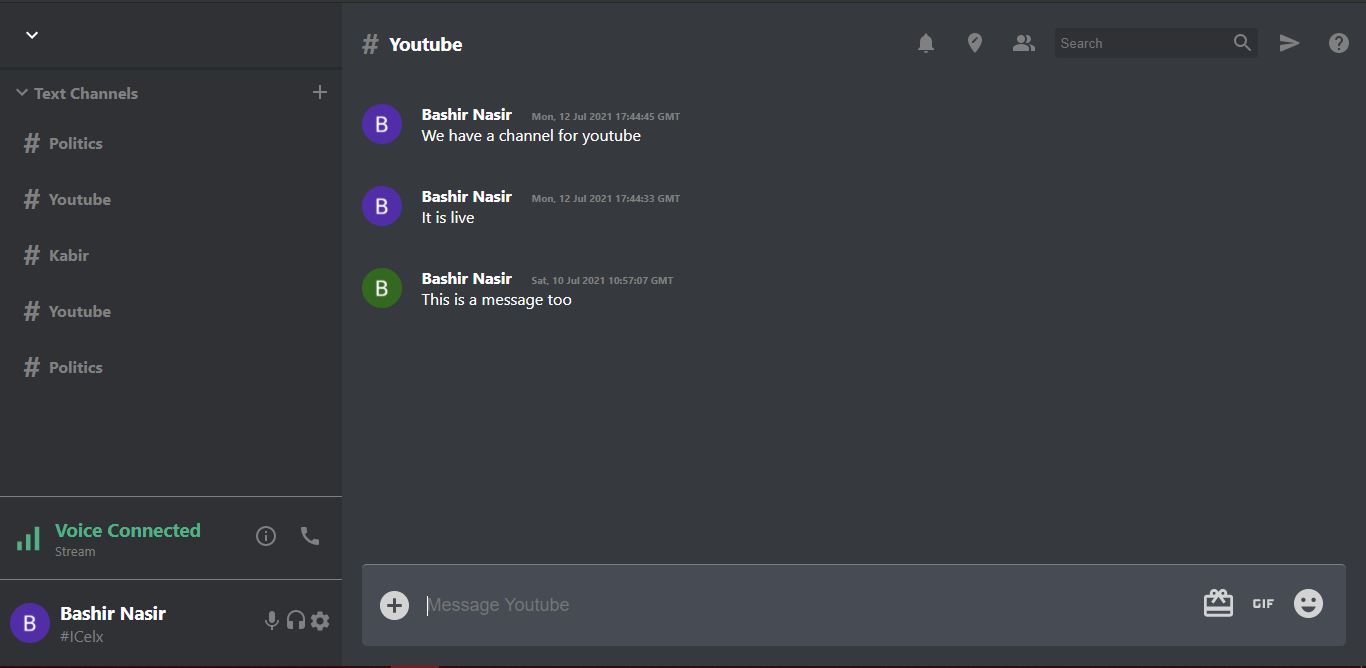 Text Channels
# Politics
# Youtube
# Kabir
# Youtube
# Politics
Voice Connected
Stream
B
Bashir Nasir
#ICelx
# Youtube
Search
B
Bashir Nasir Mon, 12 Jul 2021 17:44:45 GMT
We have a channel for youtube
B
Bashir Nasir Mon, 12 Jul 2021 17:44:33 GMT
It is live
B
Bashir Nasir Sat, 10 Jul 2021 10:57:07 GMT
This is a message too
Message Youtube
GIF